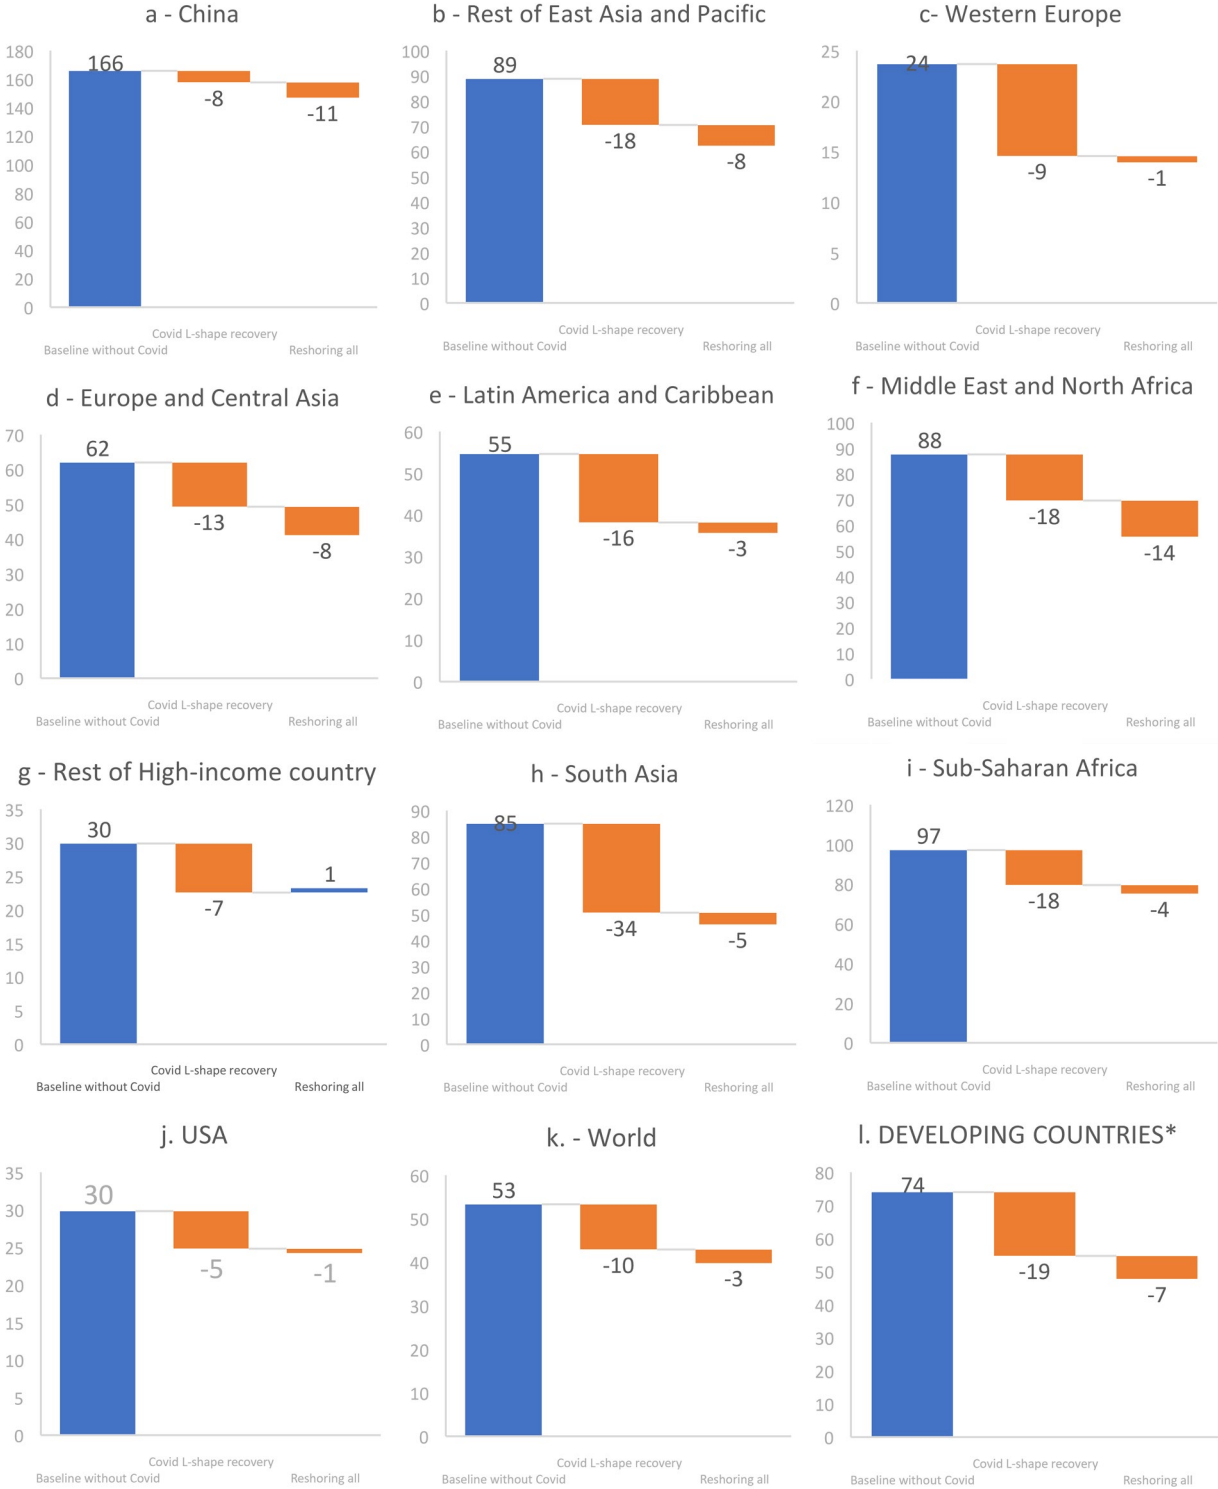 a - China
180
160
140
120
100
80
60
40
20
0
166
-8
-11
Covid L-shape recovery
Baseline without Covid
Reshoring all
b - Rest of East Asia and Pacific
100
90
80
70
60
50
40
30
20
10
0
89
-18
-8
Covid L-shape recovery
Baseline without Covid
Reshoring all
c- Western Europe
25
20
15
10
5
0
24
-9
-1
Covid L-shape recovery
Baseline without Covid
Reshoring all
d - Europe and Central Asia
70
60
50
40
30
20
10
0
62
-13
-8
Covid L-shape recovery
Baseline without Covid
Reshoring all
e - Latin America and Caribbean
60
50
40
30
20
10
0
55
-16
-3
Covid L-shape recovery
Baseline without Covid
Reshoring all
f - Middle East and North Africa
100
90
80
70
60
50
40
30
20
10
0
88
-18
-14
Covid L-shape recovery
Baseline without Covid
Reshoring all
g - Rest of High-income country
35
30
25
20
15
10
5
0
30
-7
1
Covid L-shape recovery
Baseline without Covid
Reshoring all
h - South Asia
90
80
70
60
50
40
30
20
10
0
85
-34
-5
Covid L-shape recovery
Baseline without Covid
Reshoring all
i - Sub-Saharan Africa
120
100
80
60
40
20
0
97
-18
-4
Covid L-shape recovery
Baseline without Covid
Reshoring all
j. USA
35
30
25
20
15
10
5
0
30
-5
-1
Covid L-shape recovery
Baseline without Covid
Reshoring all
k. - World
60
50
40
30
20
10
0
53
-10
-3
Covid L-shape recovery
Baseline without Covid
Reshoring all
l. DEVELOPING COUNTRIES*
80
70
60
50
40
30
20
10
0
74
-19
-7
Covid L-shape recovery
Baseline without Covid
Reshoring all